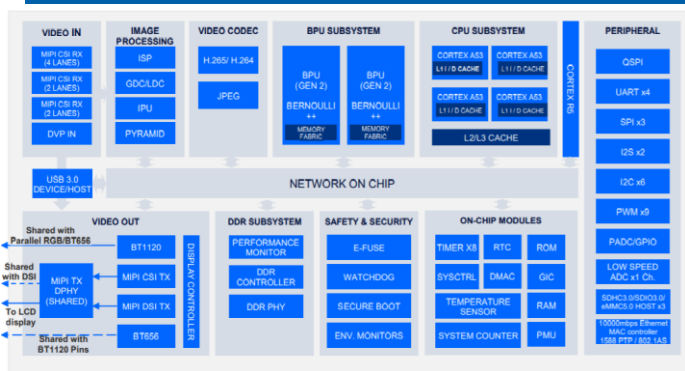 VIDEO IN
MIPI CSI RX
(4 LANES)
MIPI CSI RX
(2 LANES)
MIPI CSI RX
(2 LANES)
DVP IN
IMAGE
PROCESSING
ISP
GDC/LDC
IPU
PYRAMID
VIDEO CODEC
H.265/ H.264
JPEG
BPU SUBSYSTEM
BPU
(GEN 2)
BERNOULLI
++
MEMORY
FABRIC
BPU
(GEN 2)
BERNOULLI
++
MEMORY
FABRIC
CPU SUBSYSTEM
CORTEX A53
L1 I / D CACHE
CORTEX A53
L1 I / D CACHE
CORTEX A53
L1 I / D CACHE
CORTEX A53
L1 I / D CACHE
L2/L3 CACHE
CORTEX R5
PERIPHERAL
QSPI
UART x4
SPI x3
I2S x2
I2C x6
PWM x9
PADC/GPIO
LOW SPEED
ADC x1 Ch.
SDHC3.0/SDIO3.0/
eMMC5.0 HOST x3
10000mbps Ethernet
MAC controller
1588 PTP / 802.1AS
USB 3.0
DEVICE/HOST
NETWORK ON CHIP
VIDEO OUT
Shared with
Parallel RGB/BT656
Shared
with DSI
To LCD
display
Shared with
BT1120 Pins
MIPI TX
DPHY
(SHARED)
BT1120
MIPI CSI TX
MIPI DSI TX
BT656
DISPLAY CONTROLLER
DDR SUBSYSTEM
PERFORMANCE
MONITOR
DDR
CONTROLLER
DDR PHY
SAFETY & SECURITY
E-FUSE
WATCHDOG
SECURE BOOT
ENV. MONITORS
ON-CHIP MODULES
TIMER X8
RTC
ROM
SYSCTRL
DMAC
GIC
TEMPERATURE
SENSOR
RAM
SYSTEM COUNTER
PMU